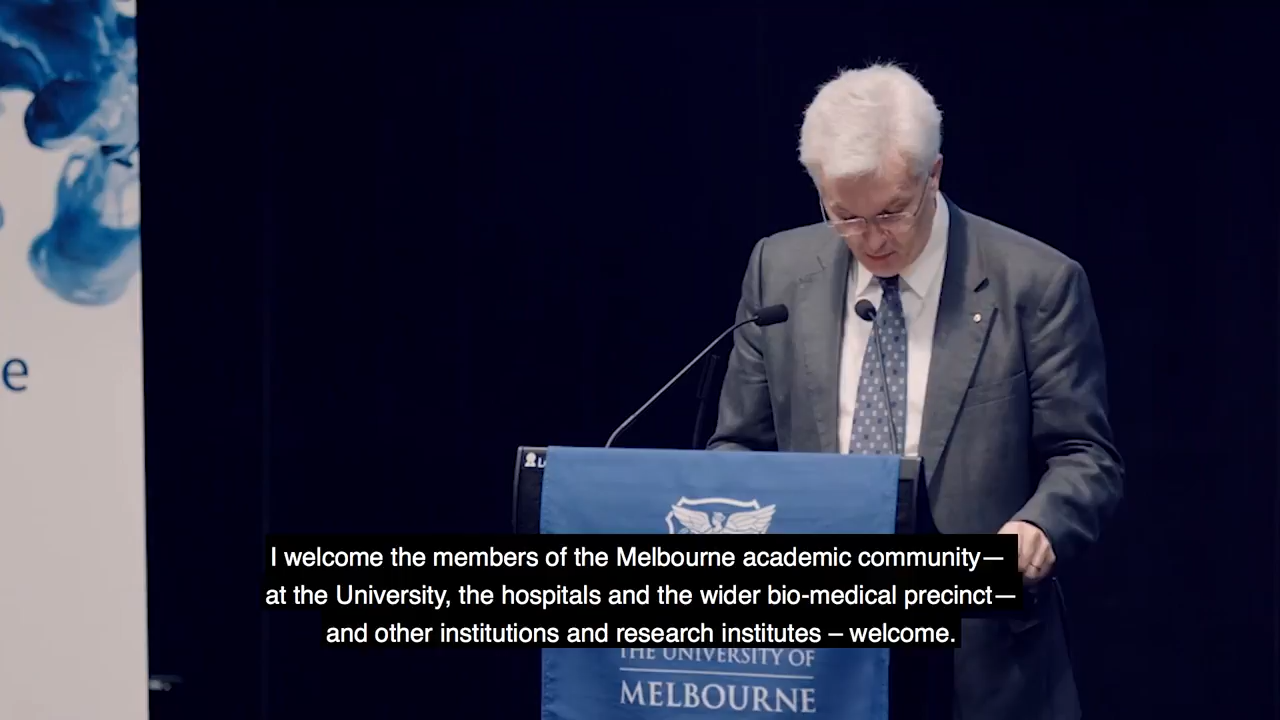 e
I welcome the members of the Melbourne academic community—
at the University, the hospitals and the wider bio-medical precinct—
and other institutions and research institutes – welcome.
THE UNIVERSITY OF
MELBOURNE